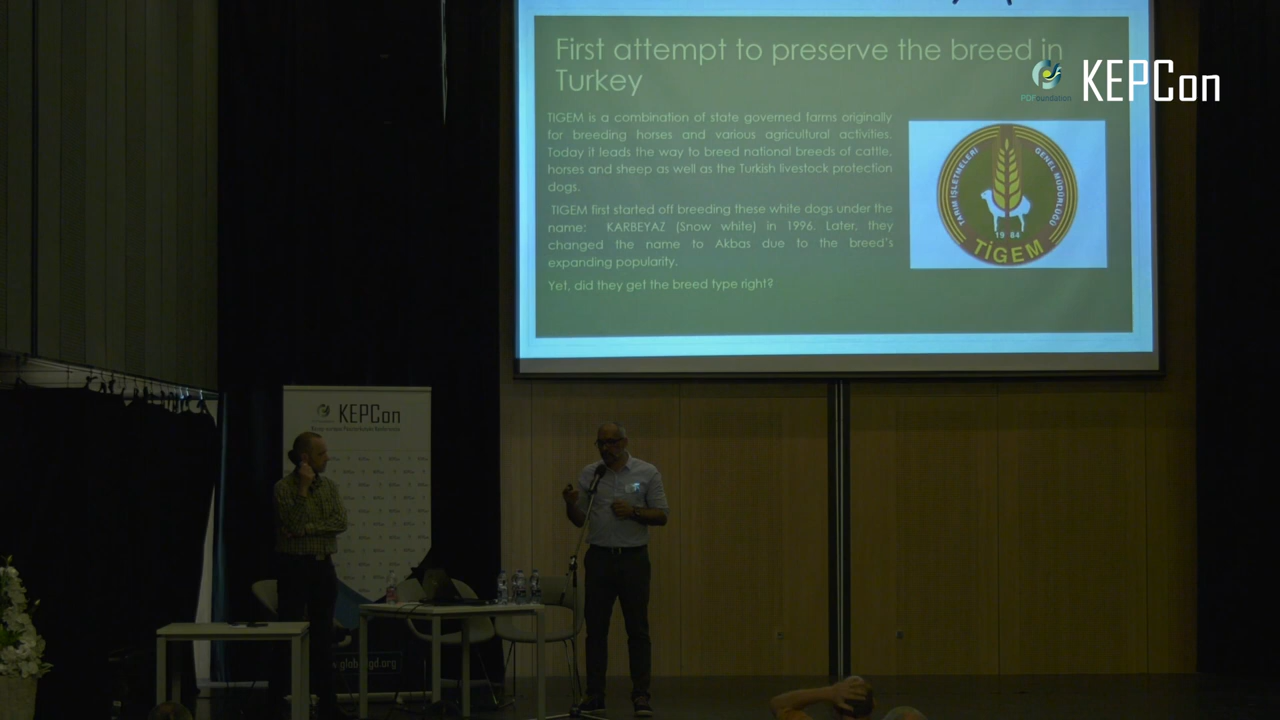 First attempt to preserve the breed in
Turkey
PDFoundation
KEPCon
TIGEM is a combination of state governed farms originally
for breeding horses and various agricultural activities.
Today it leads the way to breed national breeds of cattle,
horses and sheep as well as the Turkish livestock protection
dogs.
TIGEM first started off breeding these white dogs under the
name: KARBEYAZ (Snow white) in 1996. Later, they
changed the name to Akbas due to the breed's
expanding popularity.
Yet, did they get the breed type right?
TARIM İŞLETMELERİ
GENEL MÜDÜRLÜĞÜ
19 84
TİGEM
KEPCon